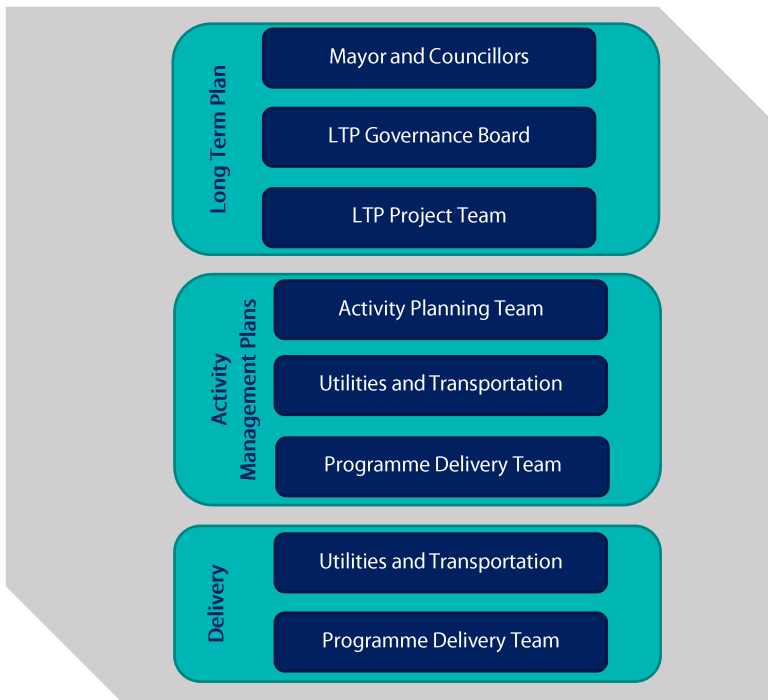 Long Term Plan
Mayor and Councillors
LTP Governance Board
LTP Project Team
Activity
Management Plans
Activity Planning Team
Utilities and Transportation
Programme Delivery Team
Delivery
Utilities and Transportation
Programme Delivery Team